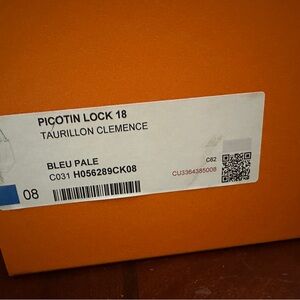 PICOTIN LOCK 18
TAURILLON CLEMENCE
BLEU PALE
C62
C031 H056289CK08
CU3364385008
08